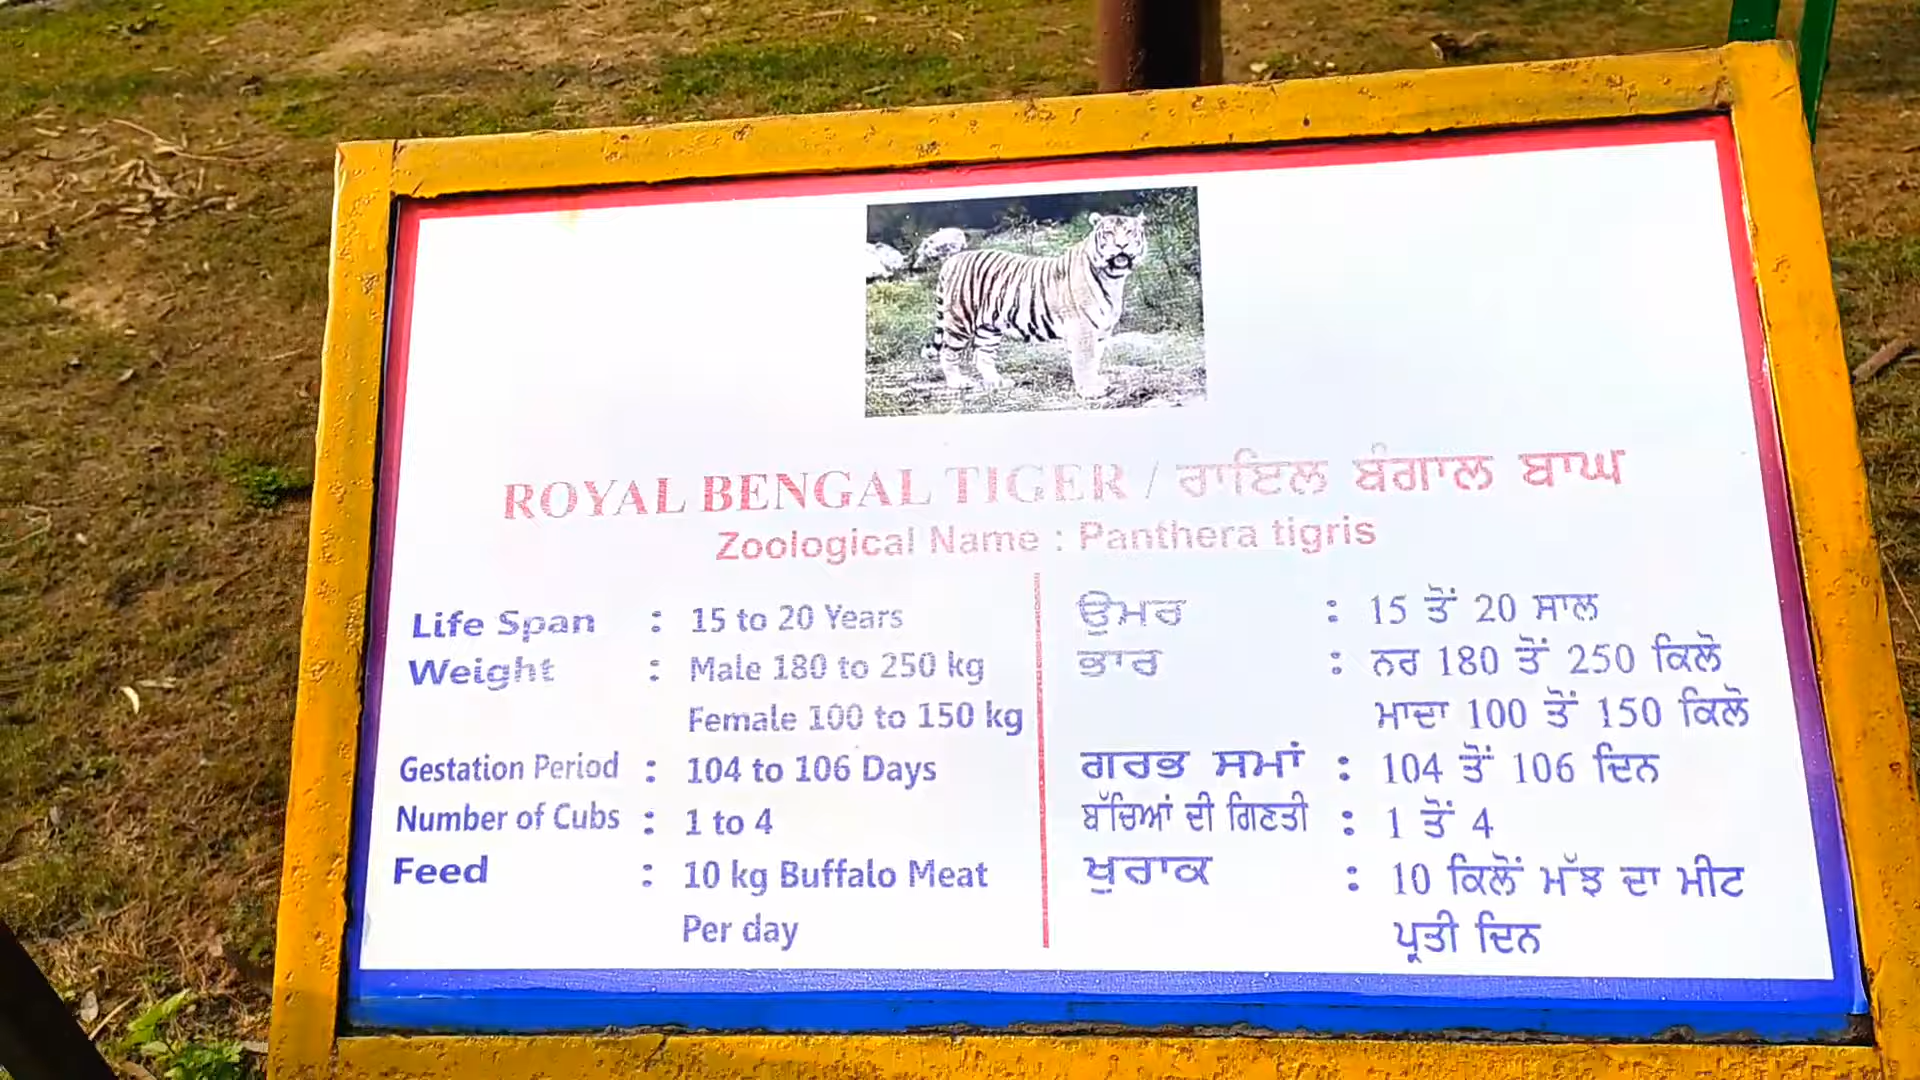 ROYAL BENGAL TIGER / ਰਾਇਲ ਬੰਗਾਲ ਬਾਘ
Zoological Name : Panthera tigris
Life Span : 15 to 20 Years
Weight : Male 180 to 250 kg
Female 100 to 150 kg
Gestation Period : 104 to 106 Days
Number of Cubs : 1 to 4
Feed : 10 kg Buffalo Meat
Per day
ਉਮਰ : 15 ਤੋਂ 20 ਸਾਲ
ਭਾਰ : ਨਰ 180 ਤੋਂ 250 ਕਿਲੋ
ਮਾਦਾ 100 ਤੋਂ 150 ਕਿਲੋ
ਗਰਭ ਸਮਾਂ : 104 ਤੋਂ 106 ਦਿਨ
ਬੱਚਿਆਂ ਦੀ ਗਿਣਤੀ : 1 ਤੋਂ 4
ਖੁਰਾਕ : 10 ਕਿਲੋਂ ਮੱਝ ਦਾ ਮੀਟ
ਪ੍ਰਤੀ ਦਿਨ